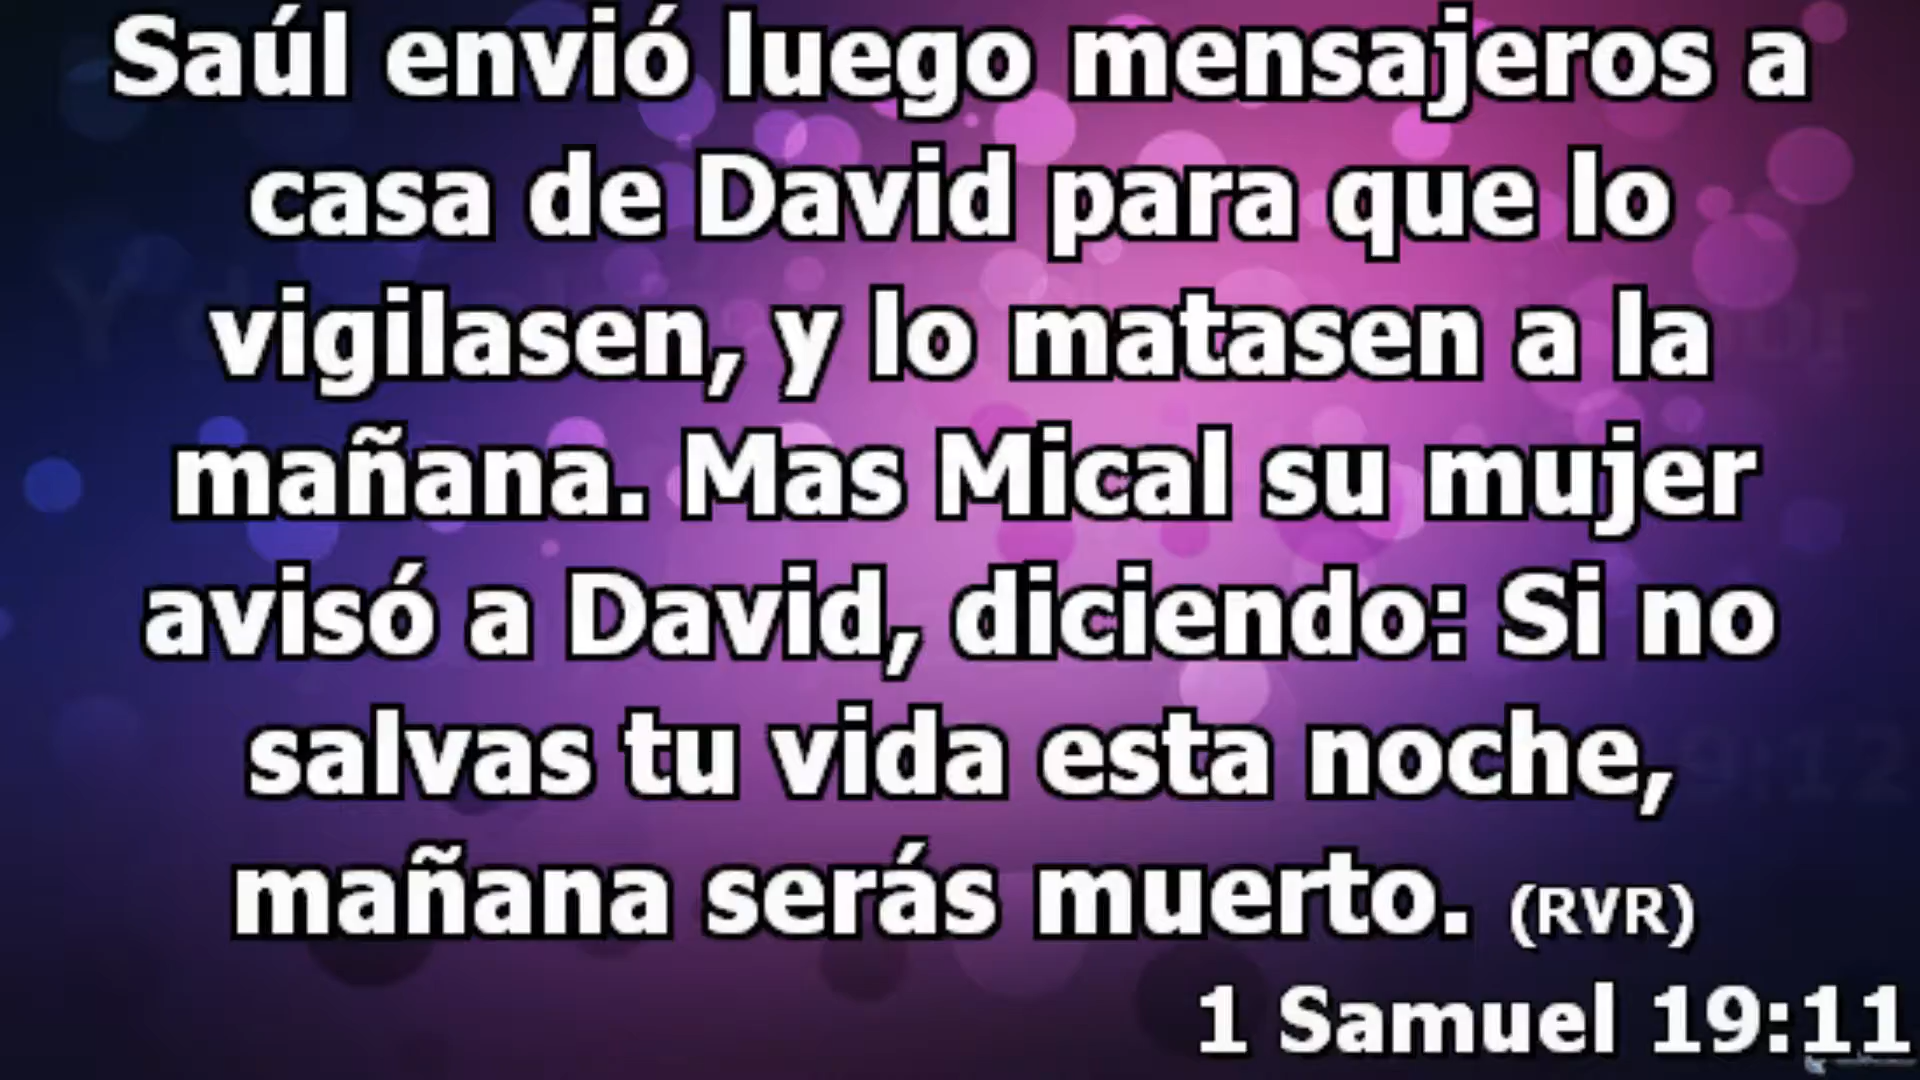 Saúl envió luego mensajeros a
casa de David para que lo
vigilasen, y lo matasen a la
mañana. Mas Mical su mujer
avisó a David, diciendo: Si no
salvas tu vida esta noche,
mañana serás muerto. (RVR)
1 Samuel 19:11